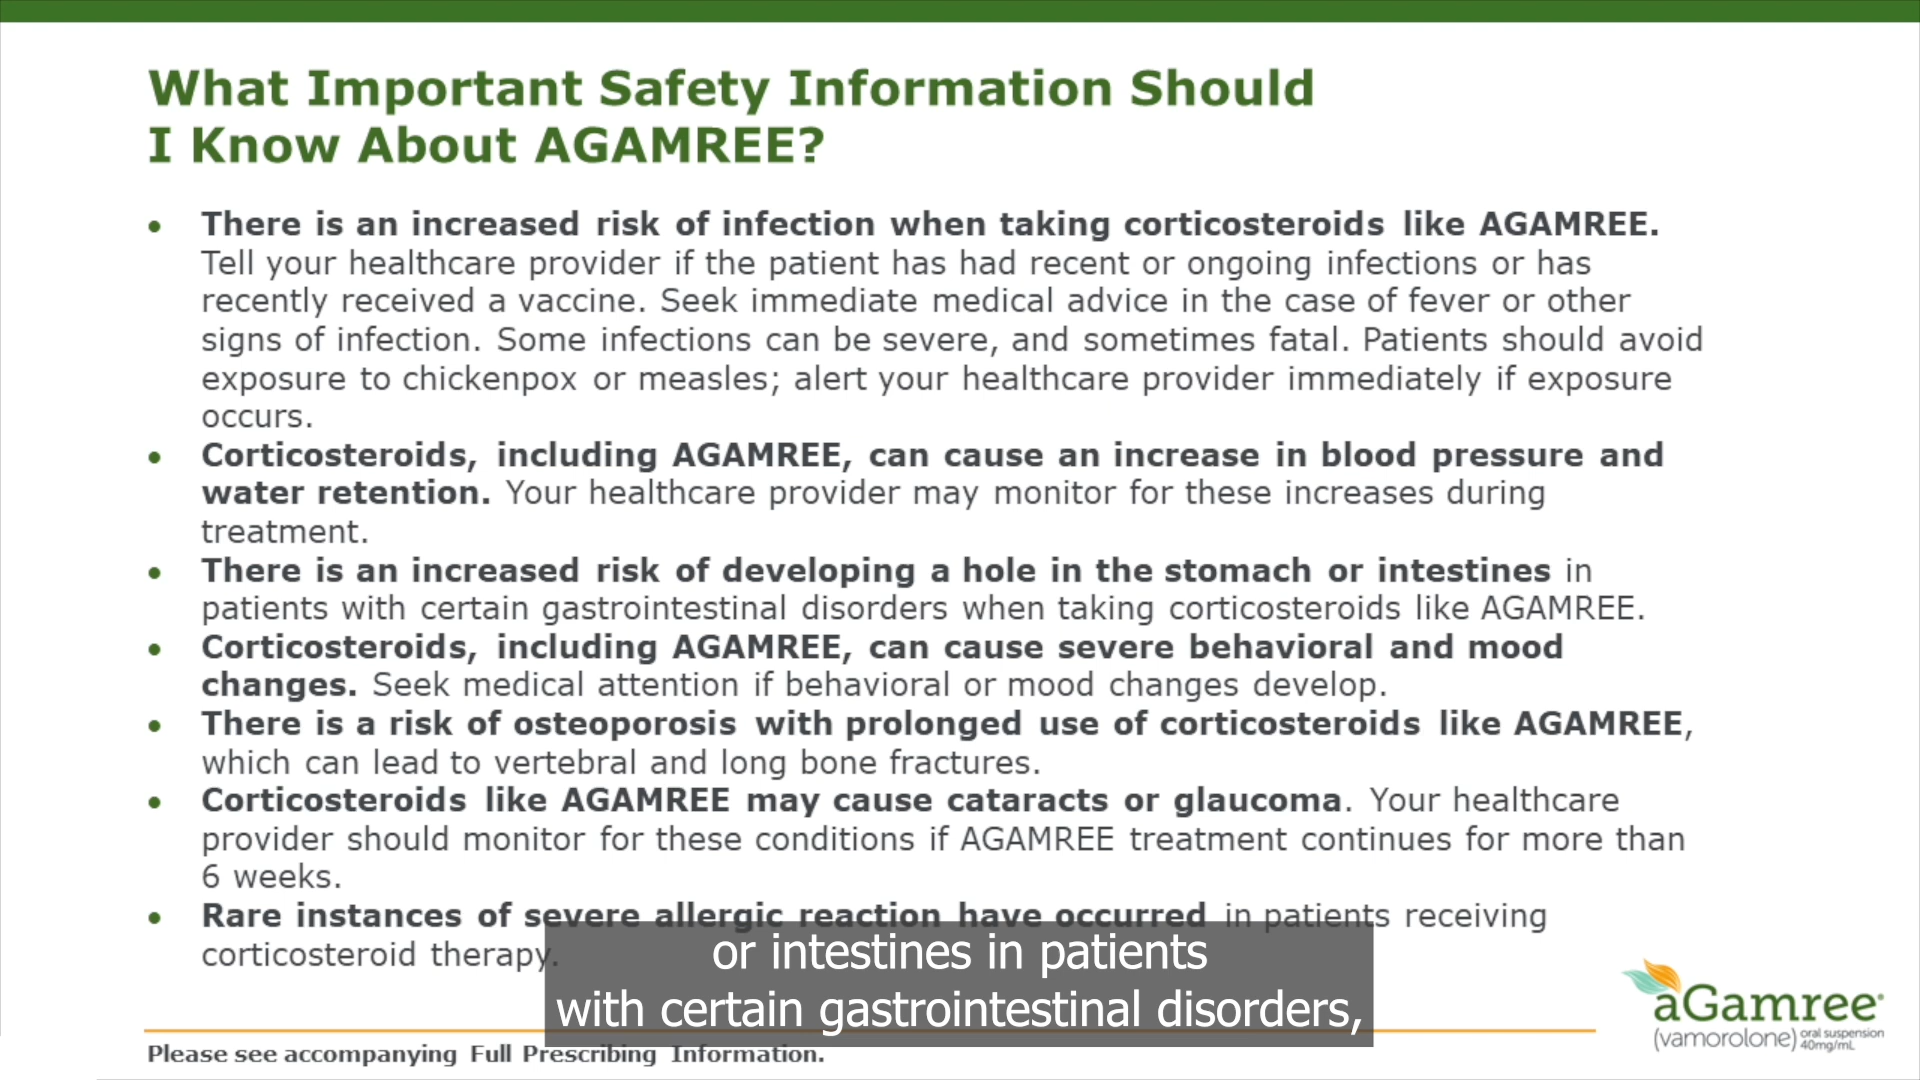 What Important Safety Information Should
I Know About AGAMREE?
• There is an increased risk of infection when taking corticosteroids like AGAMREE.
Tell your healthcare provider if the patient has had recent or ongoing infections or has
recently received a vaccine. Seek immediate medical advice in the case of fever or other
signs of infection. Some infections can be severe, and sometimes fatal. Patients should avoid
exposure to chickenpox or measles; alert your healthcare provider immediately if exposure
occurs.
• Corticosteroids, including AGAMREE, can cause an increase in blood pressure and
water retention. Your healthcare provider may monitor for these increases during
treatment.
• There is an increased risk of developing a hole in the stomach or intestines in
patients with certain gastrointestinal disorders when taking corticosteroids like AGAMREE.
• Corticosteroids, including AGAMREE, can cause severe behavioral and mood
changes. Seek medical attention if behavioral or mood changes develop.
• There is a risk of osteoporosis with prolonged use of corticosteroids like AGAMREE,
which can lead to vertebral and long bone fractures.
• Corticosteroids like AGAMREE may cause cataracts or glaucoma. Your healthcare
provider should monitor for these conditions if AGAMREE treatment continues for more than
6 weeks.
• Rare instances of severe allergic reaction have occurred in patients receiving
corticosteroid therapy.
or intestines in patients
with certain gastrointestinal disorders,
Please see accompanying Full Prescribing Information.
aGamree®
(vamorolone) oral suspension
40mg/mL